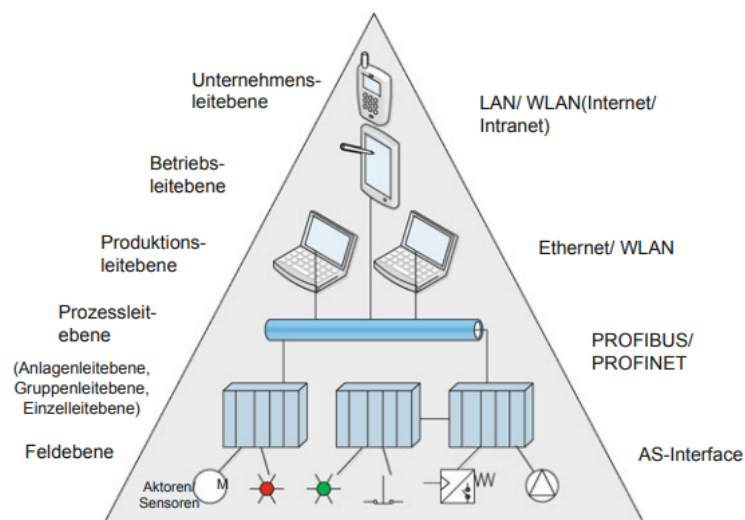 Unternehmens-
leitebene
LAN/ WLAN(Internet/
Intranet)
Betriebs-
leitebene
Produktions-
leitebene
Ethernet/ WLAN
Prozessleit-
ebene
PROFIBUS/
PROFINET
(Anlagenleitebene,
Gruppenleitebene,
Einzelleitebene)
Feldebene
AS-Interface
Aktoren/
Sensoren
M